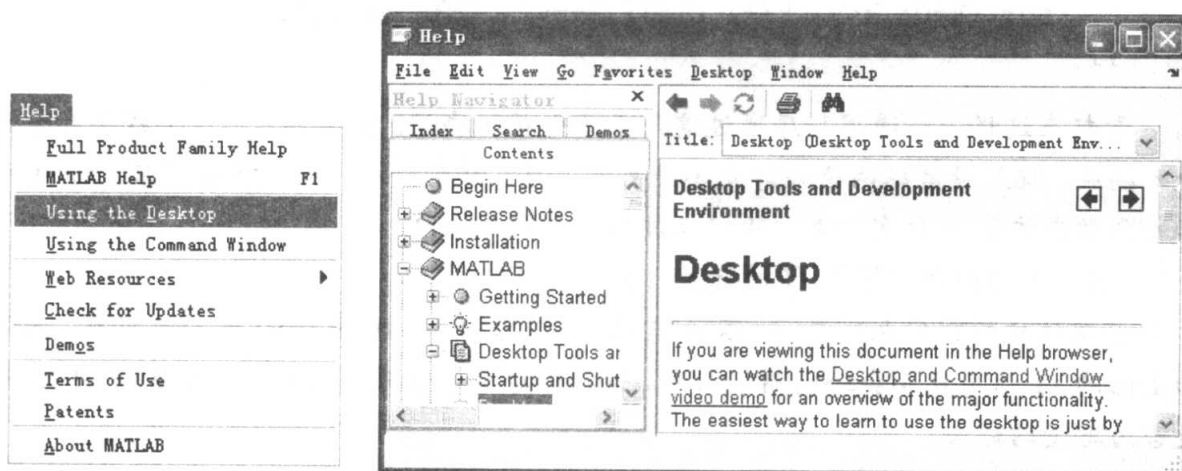 Help
Full Product Family Help
MATLAB Help F1
Using the Desktop
Using the Command Window
Web Resources
Check for Updates
Demos
Terms of Use
Patents
About MATLAB
Help
File Edit View Go Favorites Desktop Window Help
Help Navigator
Index Search Demos
Contents
Begin Here
Release Notes
Installation
MATLAB
Getting Started
Examples
Desktop Tools ar
Startup and Shut
Title: Desktop (Desktop Tools and Development Env...
Desktop Tools and Development
Environment
Desktop
If you are viewing this document in the Help browser,
you can watch the Desktop and Command Window
video demo for an overview of the major functionality.
The easiest way to learn to use the desktop is just by